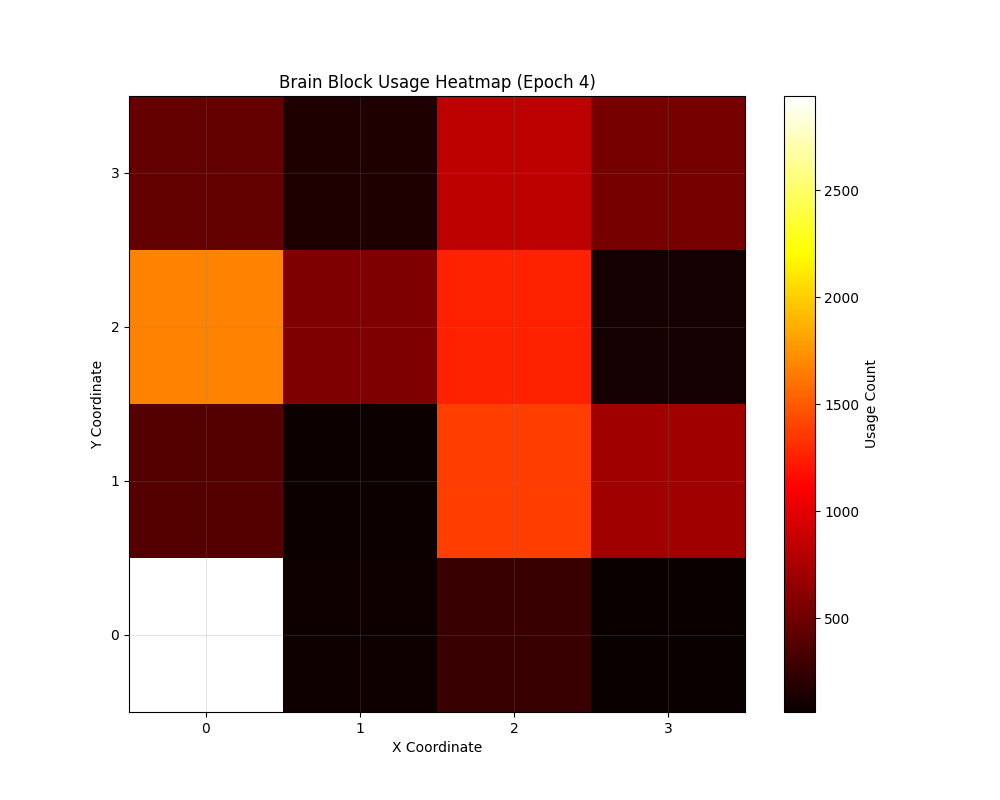 Brain Block Usage Heatmap (Epoch 4)
3
2
1
0
Y Coordinate
0 1 2 3
X Coordinate
2500
2000
1500
1000
500
Usage Count